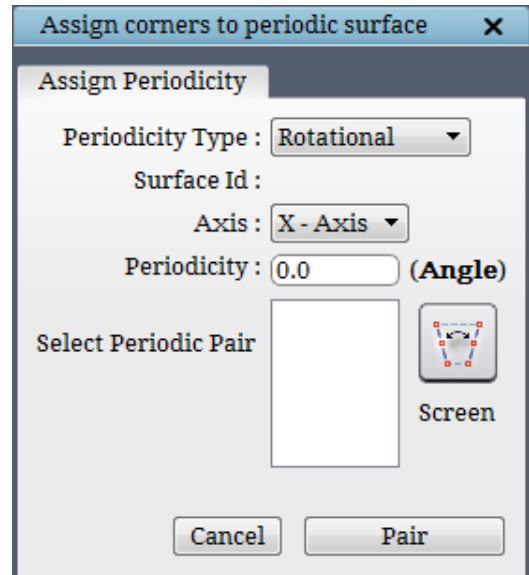 Assign corners to periodic surface
Assign Periodicity
Periodicity Type : Rotational
Surface Id :
Axis : X - Axis
Periodicity : 0.0 (Angle)
Select Periodic Pair
Screen
Cancel Pair